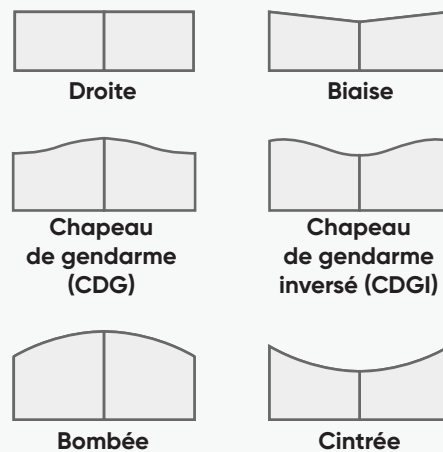 Droite
Biaise
Chapeau
de gendarme
(CDG)
Chapeau
de gendarme
inversé (CDGI)
Bombée
Cintrée